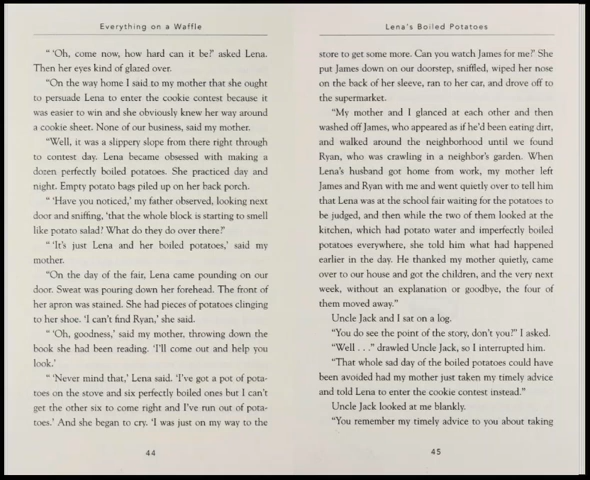 Everything on a Waffle
“ ‘Oh, come now, how hard can it be?’ asked Lena.
Then her eyes kind of glazed over.
“On the way home I said to my mother that she ought
to persuade Lena to enter the cookie contest because it
was easier to win and she obviously knew her way around
a cookie sheet. None of our business, said my mother.
“Well, it was a slippery slope from there right through
to contest day. Lena became obsessed with making a
dozen perfectly boiled potatoes. She practiced day and
night. Empty potato bags piled up on her back porch.
“ ‘Have you noticed,’ my father observed, looking next
door and sniffing, ‘that the whole block is starting to smell
like potato salad? What do they do over there?’
“ ‘It’s just Lena and her boiled potatoes,’ said my
mother.
“On the day of the fair, Lena came pounding on our
door. Sweat was pouring down her forehead. The front of
her apron was stained. She had pieces of potatoes clinging
to her shoe. ‘I can’t find Ryan,’ she said.
“ ‘Oh, goodness,’ said my mother, throwing down the
book she had been reading. ‘I’ll come out and help you
look.’
“ ‘Never mind that,’ Lena said. ‘I’ve got a pot of pota-
toes on the stove and six perfectly boiled ones but I can’t
get the other six to come right and I’ve run out of pota-
toes.’ And she began to cry. ‘I was just on my way to the
44
Lena’s Boiled Potatoes
store to get some more. Can you watch James for me?’ She
put James down on our doorstep, sniffled, wiped her nose
on the back of her sleeve, ran to her car, and drove off to
the supermarket.
“My mother and I glanced at each other and then
washed off James, who appeared as if he’d been eating dirt,
and walked around the neighborhood until we found
Ryan, who was crawling in a neighbor’s garden. When
Lena’s husband got home from work, my mother left
James and Ryan with me and went quietly over to tell him
that Lena was at the school fair waiting for the potatoes to
be judged, and then while the two of them looked at the
kitchen, which had potato water and imperfectly boiled
potatoes everywhere, she told him what had happened
earlier in the day. He thanked my mother quietly, came
over to our house and got the children, and the very next
week, without an explanation or goodbye, the four of
them moved away.”
Uncle Jack and I sat on a log.
“You do see the point of the story, don’t you?” I asked.
“Well . . .” drawled Uncle Jack, so I interrupted him.
“That whole sad day of the boiled potatoes could have
been avoided had my mother just taken my timely advice
and told Lena to enter the cookie contest instead.”
Uncle Jack looked at me blankly.
“You remember my timely advice to you about taking
45